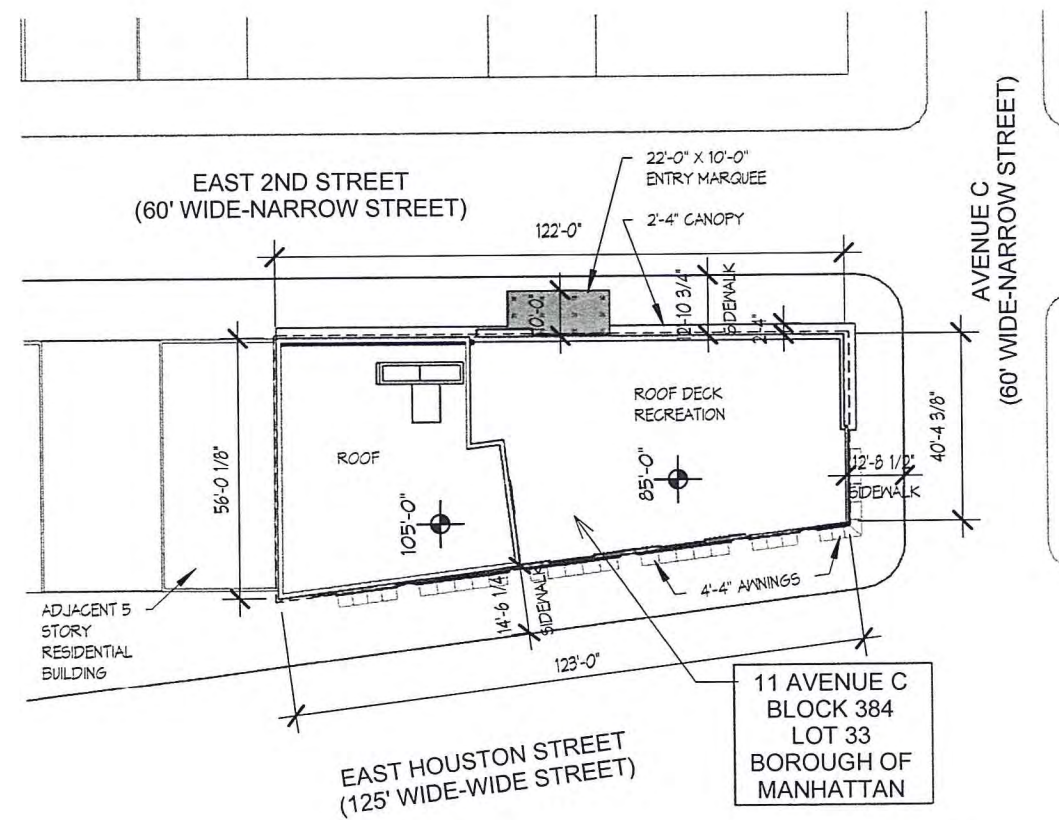 EAST 2ND STREET
(60' WIDE-NARROW STREET)
22'-0" X 10'-0"
ENTRY MARQUEE
2'-4" CANOPY
122'-0"
AVENUE C
(60' WIDE-NARROW STREET)
10'-0"
12-10 3/4"
SIDEWALK
2'-4"
ROOF DECK
RECREATION
ROOF
56'-0 1/8"
105'-0"
85'-0"
40'-4 3/8"
12'-8 1/2"
SIDEWALK
ADJACENT 5
STORY
RESIDENTIAL
BUILDING
14'-6 1/4"
SIDEWALK
4'-4" AWNINGS
123'-0"
11 AVENUE C
BLOCK 384
LOT 33
BOROUGH OF
MANHATTAN
EAST HOUSTON STREET
(125' WIDE-WIDE STREET)